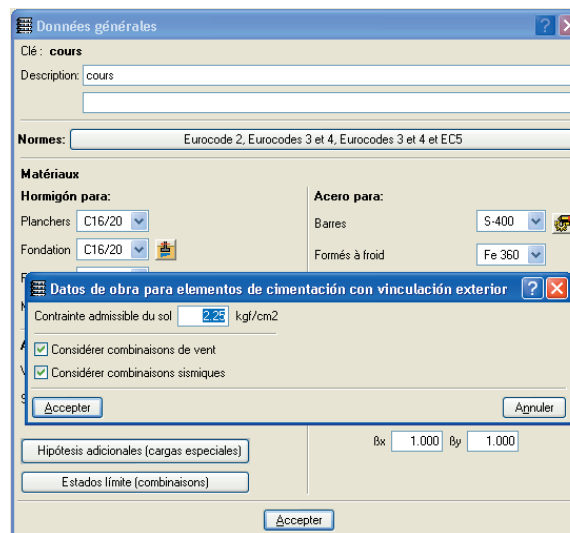 Données générales
Clé : cours
Description: cours
Normes: Eurocode 2, Eurocodes 3 et 4, Eurocodes 3 et 4 et EC5
Matériaux
Hormigón para:
Acero para:
Planchers C16/20
Barres S-400
Fondation C16/20
Formés à froid Fe 360
Datos de obra para elementos de cimentación con vinculación exterior
Contrainte admissible du sol 2.25 kgf/cm2
Considérer combinaisons de vent
Considérer combinaisons sismiques
Accepter
Annuler
Hipótesis adicionales (cargas especiales)
ßx 1.000 ßy 1.000
Estados límite (combinaisons)
Accepter